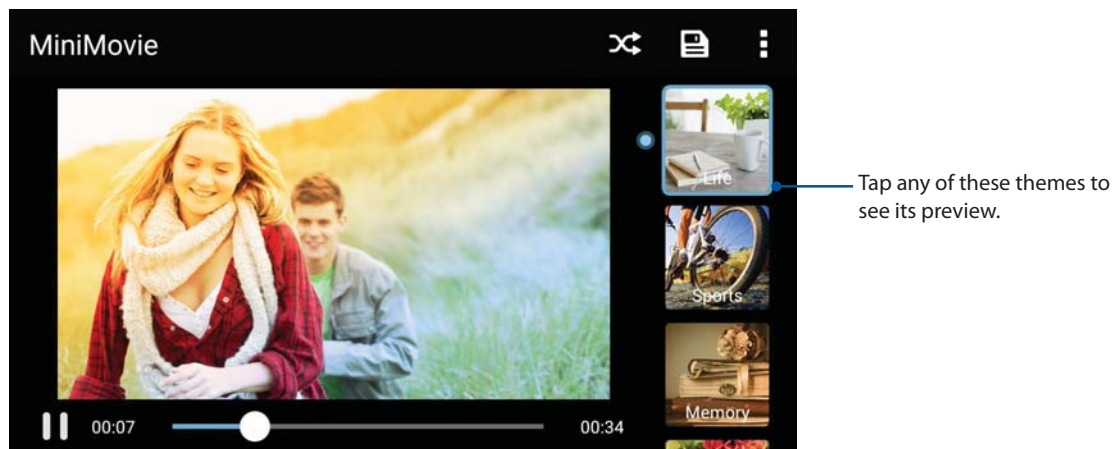 MiniMovie
Life
Tap any of these themes to
see its preview.
Sports
Memory
00:07
00:34